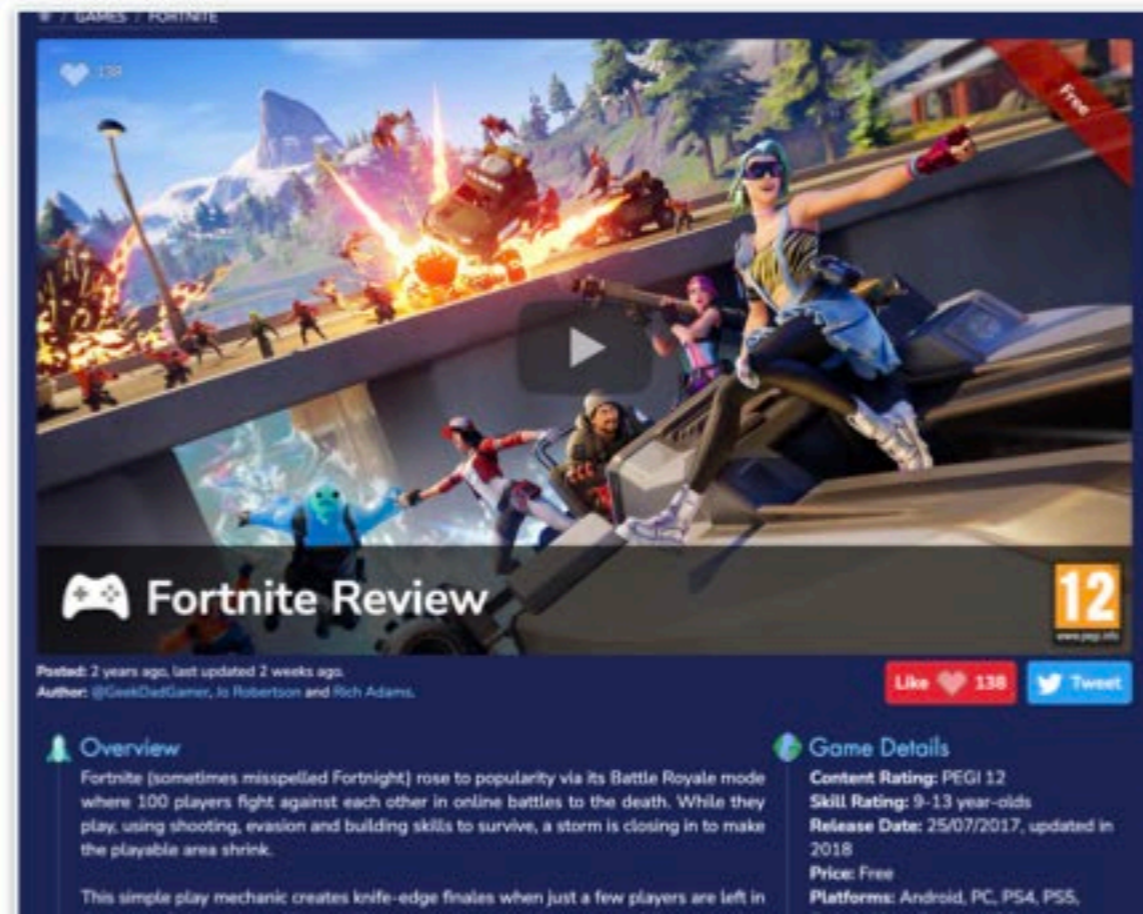 / GAMES / FORTNITE
138
Free
Fortnite Review
12
www.pegi.info
Posted: 2 years ago, last updated 2 weeks ago.
Author: @GeekDadGamer, Jo Robertson and Rich Adams.
Like 138
Tweet
Overview
Fortnite (sometimes misspelled Fortnight) rose to popularity via its Battle Royale mode
where 100 players fight against each other in online battles to the death. While they
play, using shooting, evasion and building skills to survive, a storm is closing in to make
the playable area shrink.
This simple play mechanic creates knife-edge finales when just a few players are left in
Game Details
Content Rating: PEGI 12
Skill Rating: 9-13 year-olds
Release Date: 25/07/2017, updated in
2018
Price: Free
Platforms: Android, PC, PS4, PS5,